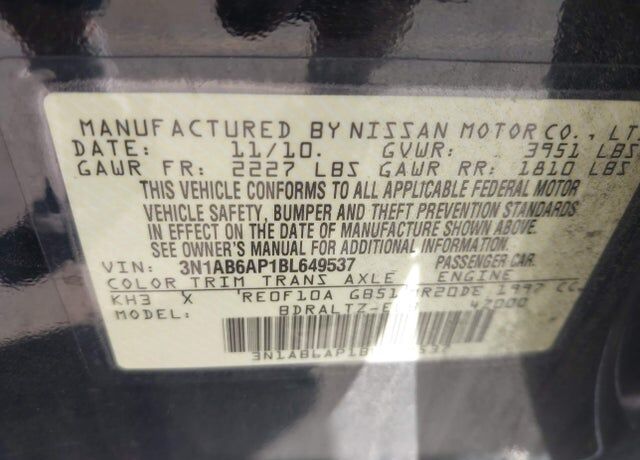 MANUFACTURED BY NISSAN MOTOR CO., LT
DATE: 11/10. GVWR: 3951 LBS
GAWR FR: 2227 LBS GAWR RR: 1810 LBS
THIS VEHICLE CONFORMS TO ALL APPLICABLE FEDERAL MOTOR
VEHICLE SAFETY, BUMPER AND THEFT PREVENTION STANDARDS
IN EFFECT ON THE DATE OF MANUFACTURE SHOWN ABOVE.
SEE OWNER'S MANUAL FOR ADDITIONAL INFORMATION.
VIN: 3N1AB6AP1BL649537 PASSENGER CAR
COLOR TRIM TRANS AXLE ENGINE
KH3 X RE0F10A GB51 MR20DE 1997 CC
MODEL: 47000